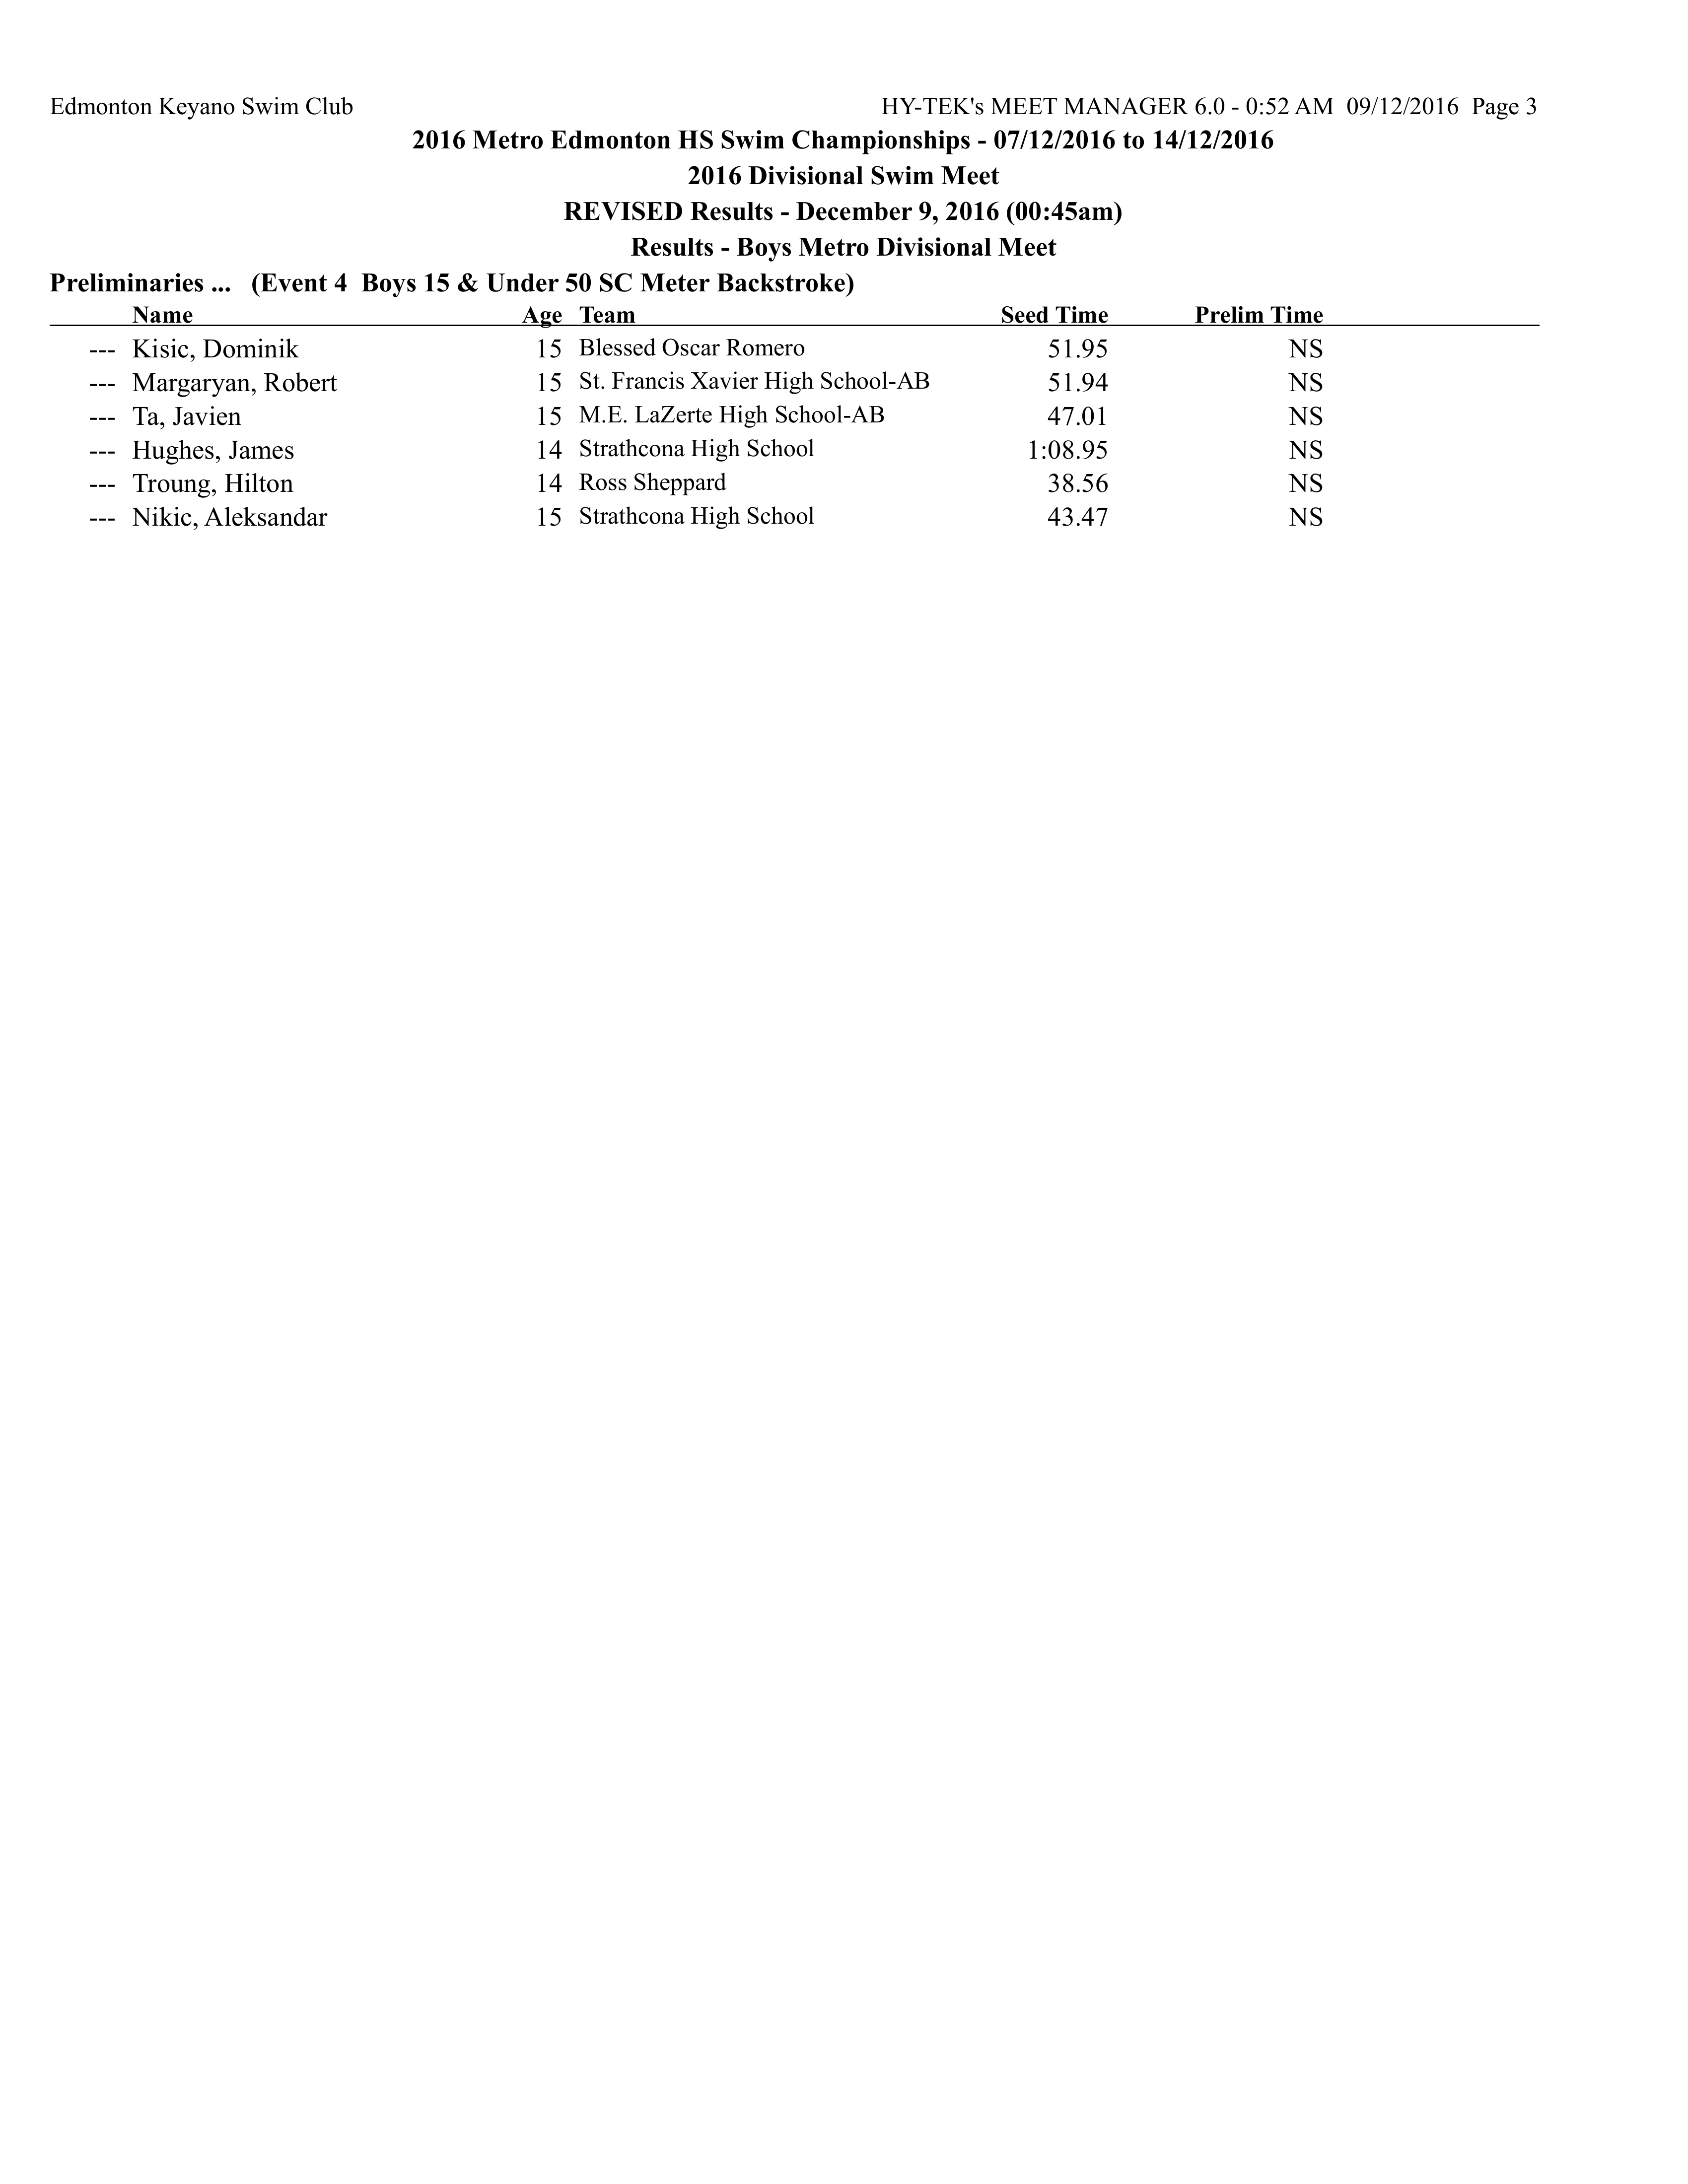 Edmonton Keyano Swim Club HY-TEK's MEET MANAGER 6.0 - 0:52 AM 09/12/2016 Page 3
2016 Metro Edmonton HS Swim Championships - 07/12/2016 to 14/12/2016
2016 Divisional Swim Meet
REVISED Results - December 9, 2016 (00:45am)
Results - Boys Metro Divisional Meet
Preliminaries ... (Event 4 Boys 15 & Under 50 SC Meter Backstroke)
Name Age Team Seed Time Prelim Time
--- Kisic, Dominik 15 Blessed Oscar Romero 51.95 NS
--- Margaryan, Robert 15 St. Francis Xavier High School-AB 51.94 NS
--- Ta, Javien 15 M.E. LaZerte High School-AB 47.01 NS
--- Hughes, James 14 Strathcona High School 1:08.95 NS
--- Troung, Hilton 14 Ross Sheppard 38.56 NS
--- Nikic, Aleksandar 15 Strathcona High School 43.47 NS